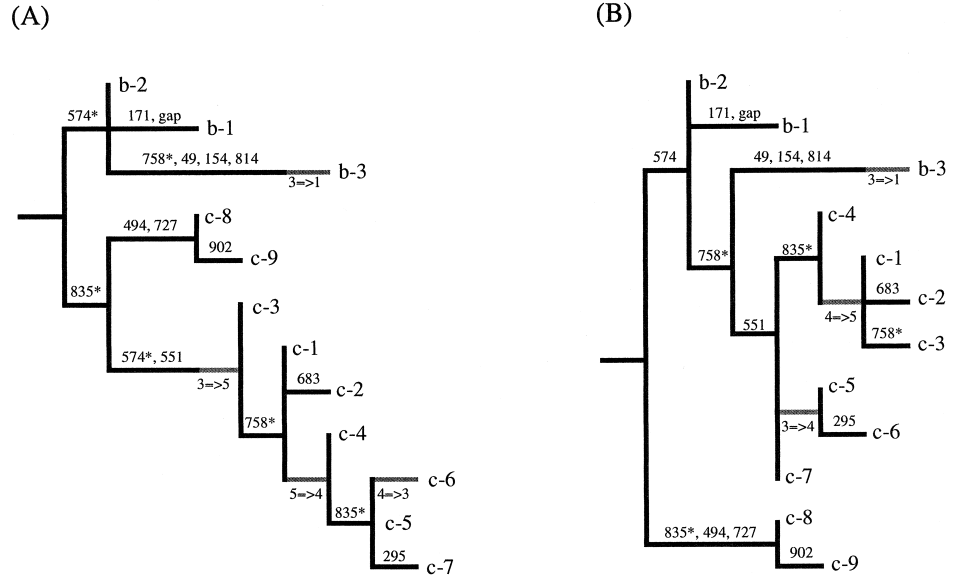 (A)
b-2
574*
171, gap
b-1
758*, 49, 154, 814
3=>1
b-3
494, 727
c-8
902
c-9
835*
c-3
574*, 551
3=>5
c-1
683
c-2
758*
c-4
5=>4
4=>3
c-6
835*
c-5
295
c-7
(B)
b-2
171, gap
b-1
574
49, 154, 814
3=>1
b-3
c-4
758*
835*
c-1
683
c-2
4=>5
551
758*
c-3
c-5
3=>4
295
c-6
c-7
c-8
835*, 494, 727
902
c-9